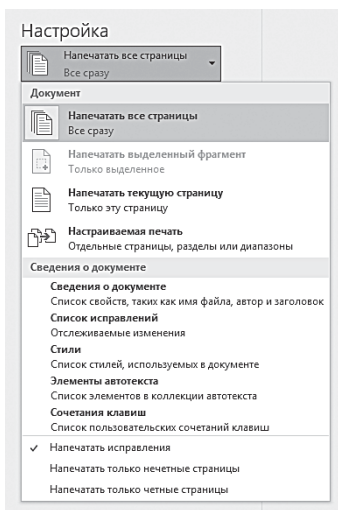 Настройка
Напечатать все страницы
Все сразу
Документ
Напечатать все страницы
Все сразу
Напечатать выделенный фрагмент
Только выделенное
Напечатать текущую страницу
Только эту страницу
Настраиваемая печать
Отдельные страницы, разделы или диапазоны
Сведения о документе
Сведения о документе
Список свойств, таких как имя файла, автор и заголовок
Список исправлений
Отслеживаемые изменения
Стили
Список стилей, используемых в документе
Элементы автотекста
Список элементов в коллекции автотекста
Сочетания клавиш
Список пользовательских сочетаний клавиш
Напечатать исправления
Напечатать только нечетные страницы
Напечатать только четные страницы